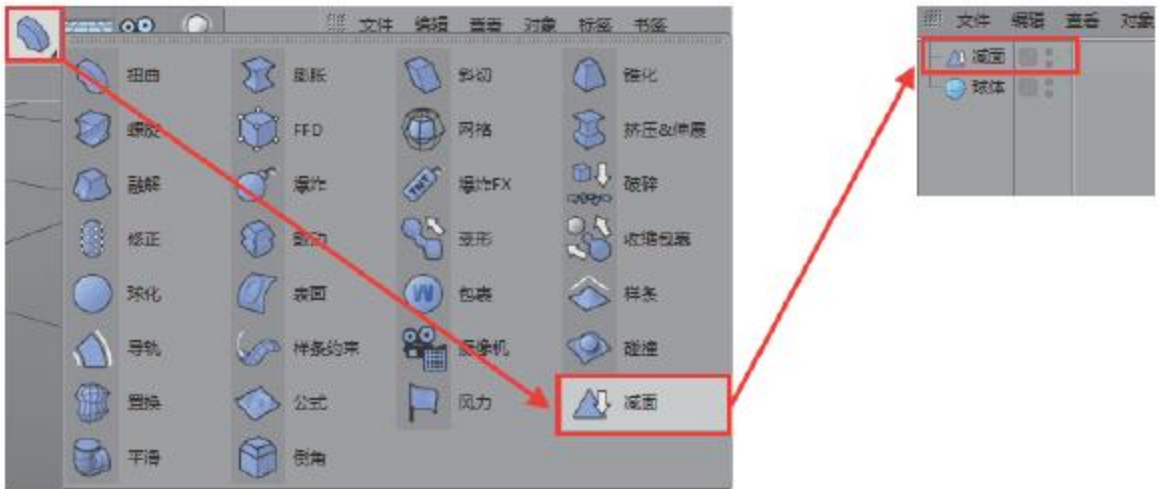 文件 编辑 查看 对象 标签 书签
扭曲 膨胀 斜切 锥化
螺旋 FFD 网格 挤压&伸展
融解 爆炸 爆炸FX 破碎
修正 颤动 变形 收缩包裹
球化 表面 包裹 样条
导轨 样条约束 摄像机 碰撞
置换 公式 风力 减面
平滑 倒角
文件 编辑 查看 对象
减面
球体